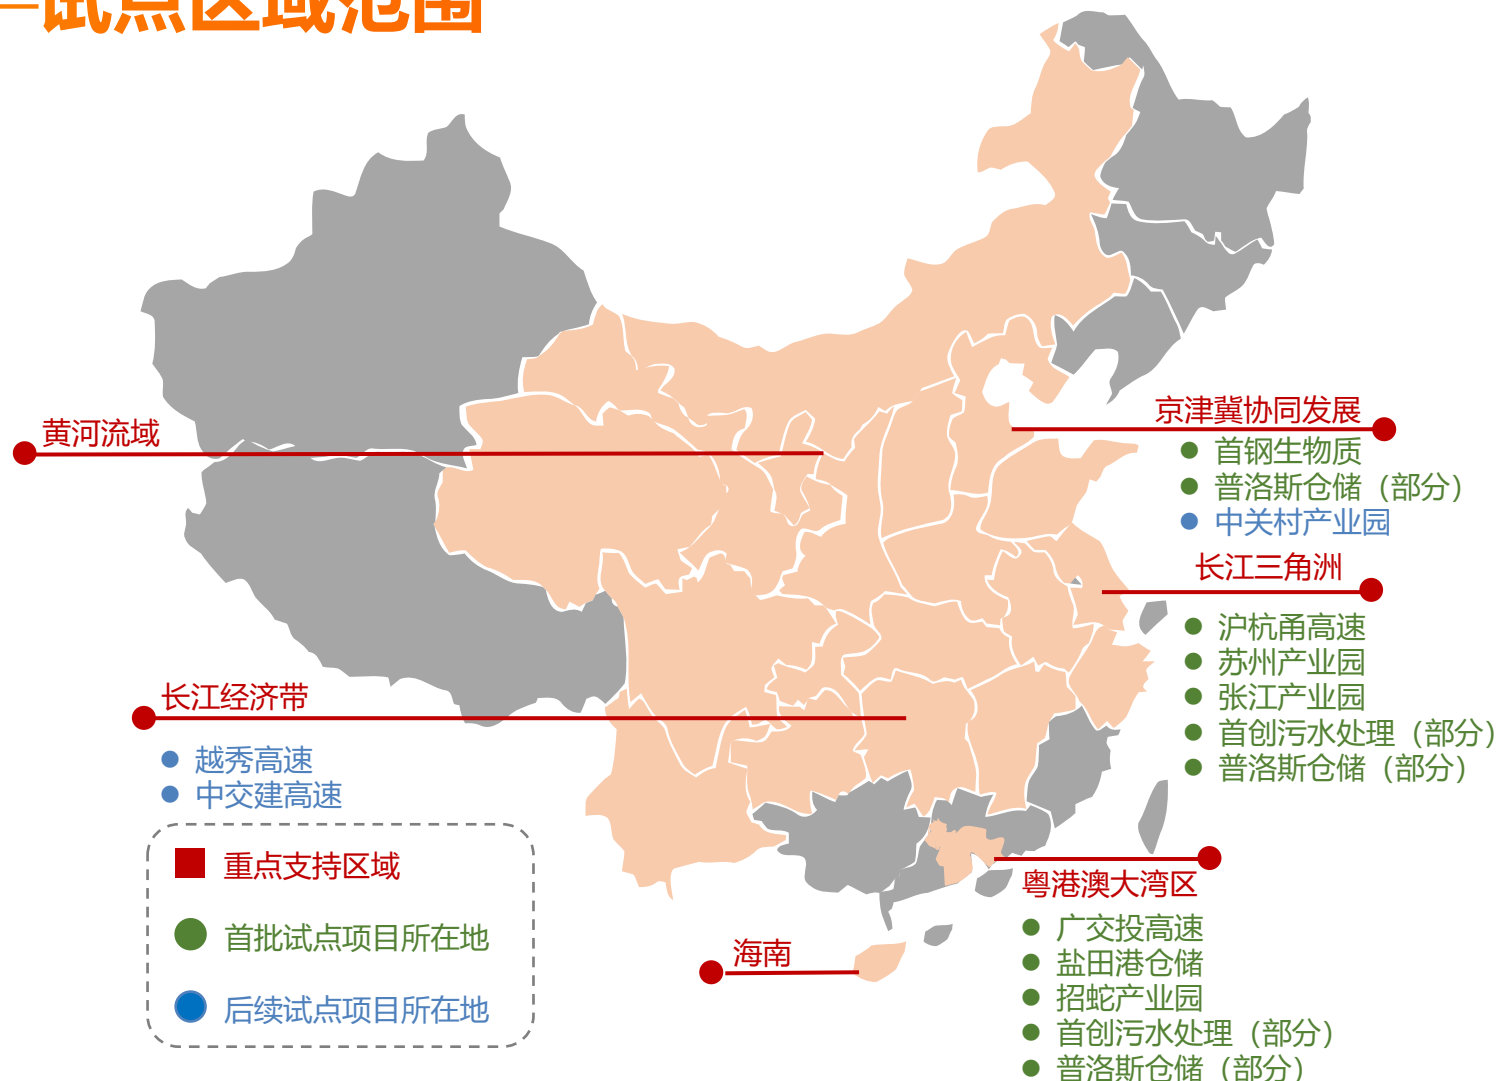 —试点区域范围
黄河流域
京津冀协同发展
首钢生物质
普洛斯仓储（部分）
中关村产业园
长江三角洲
沪杭甬高速
苏州产业园
张江产业园
首创污水处理（部分）
普洛斯仓储（部分）
长江经济带
越秀高速
中交建高速
重点支持区域
首批试点项目所在地
后续试点项目所在地
粤港澳大湾区
广交投高速
盐田港仓储
招蛇产业园
首创污水处理（部分）
普洛斯仓储（部分）
海南